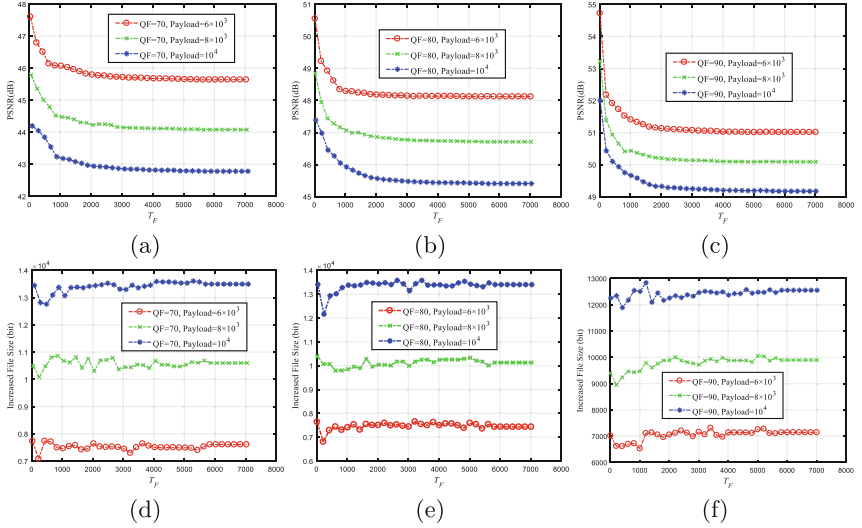 48
47
46
45
44
43
42
0 1000 2000 3000 4000 5000 6000 7000 8000
T_F
PSNR(dB)
QF=70, Payload=6×10³
QF=70, Payload=8×10³
QF=70, Payload=10⁴
(a)
51
50
49
48
47
46
45
0 1000 2000 3000 4000 5000 6000 7000 8000
T_F
PSNR(dB)
QF=80, Payload=6×10³
QF=80, Payload=8×10³
QF=80, Payload=10⁴
(b)
55
54
53
52
51
50
49
0 1000 2000 3000 4000 5000 6000 7000 8000
T_F
PSNR(dB)
QF=90, Payload=6×10³
QF=90, Payload=8×10³
QF=90, Payload=10⁴
(c)
×10⁴
1.4
1.3
1.2
1.1
1
0.9
0.8
0.7
0 1000 2000 3000 4000 5000 6000 7000 8000
T_F
Increased File Size (bit)
QF=70, Payload=6×10³
QF=70, Payload=8×10³
QF=70, Payload=10⁴
(d)
×10⁴
1.4
1.3
1.2
1.1
1
0.9
0.8
0.7
0.6
0 1000 2000 3000 4000 5000 6000 7000 8000
T_F
Increased File Size (bit)
QF=80, Payload=6×10³
QF=80, Payload=8×10³
QF=80, Payload=10⁴
(e)
13000
12000
11000
10000
9000
8000
7000
6000
0 1000 2000 3000 4000 5000 6000 7000 8000
T_F
Increased File Size (bit)
QF=90, Payload=6×10³
QF=90, Payload=8×10³
QF=90, Payload=10⁴
(f)